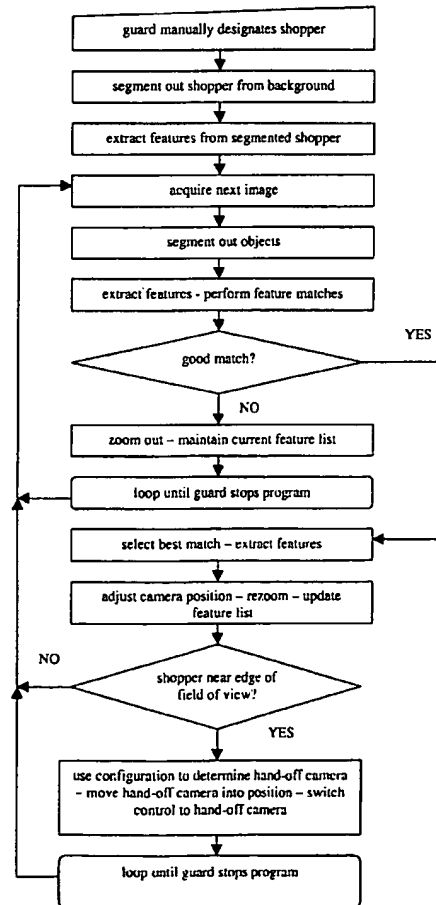 guard manually designates shopper
segment out shopper from background
extract features from segmented shopper
acquire next image
segment out objects
extract features - perform feature matches
good match?
YES
NO
zoom out – maintain current feature list
loop until guard stops program
select best match – extract features
adjust camera position – rezoom – update
feature list
NO
shopper near edge of
field of view?
YES
use configuration to determine hand-off camera
– move hand-off camera into position – switch
control to hand-off camera
loop until guard stops program